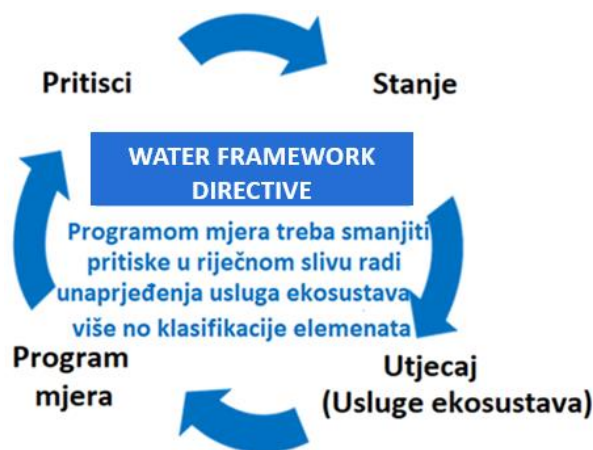 Pritisci
Stanje
WATER FRAMEWORK
DIRECTIVE
Programom mjera treba smanjiti
pritiske u riječnom slivu radi
unaprjeđenja usluga ekosustava
više no klasifikacije elemenata
Program
mjera
Utjecaj
(Usluge ekosustava)